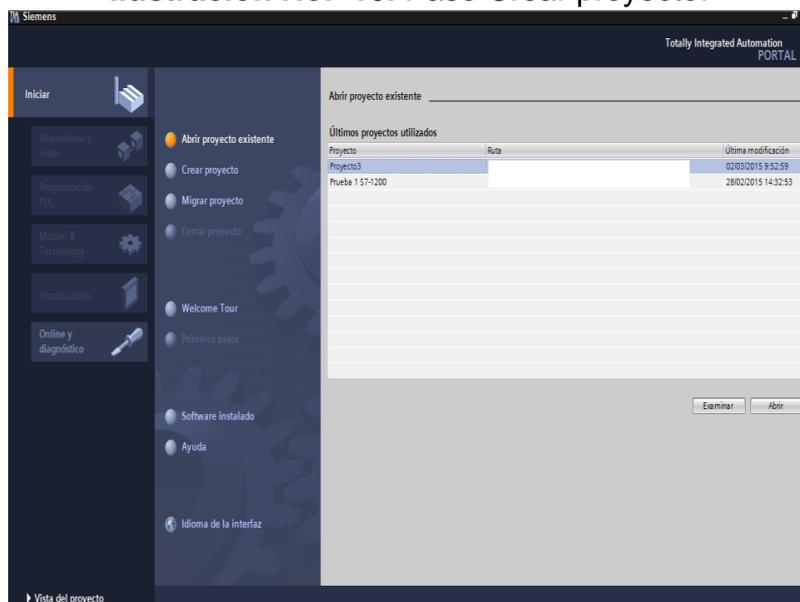 Paso Crear proyecto.
Siemens
Totally Integrated Automation
PORTAL
Iniciar
Dispositivos y
redes
Programación
PLC
Motion &
Technology
Visualización
Online y
diagnóstico
Abrir proyecto existente
Crear proyecto
Migrar proyecto
Cerrar proyecto
Welcome Tour
Primeros pasos
Software instalado
Ayuda
Idioma de la interfaz
Abrir proyecto existente
Últimos proyectos utilizados
Proyecto Ruta Última modificación
Proyecto3 02/03/2015 9:52:59
Prueba 1 S7-1200 28/02/2015 14:32:53
Examinar Abrir
Vista del proyecto